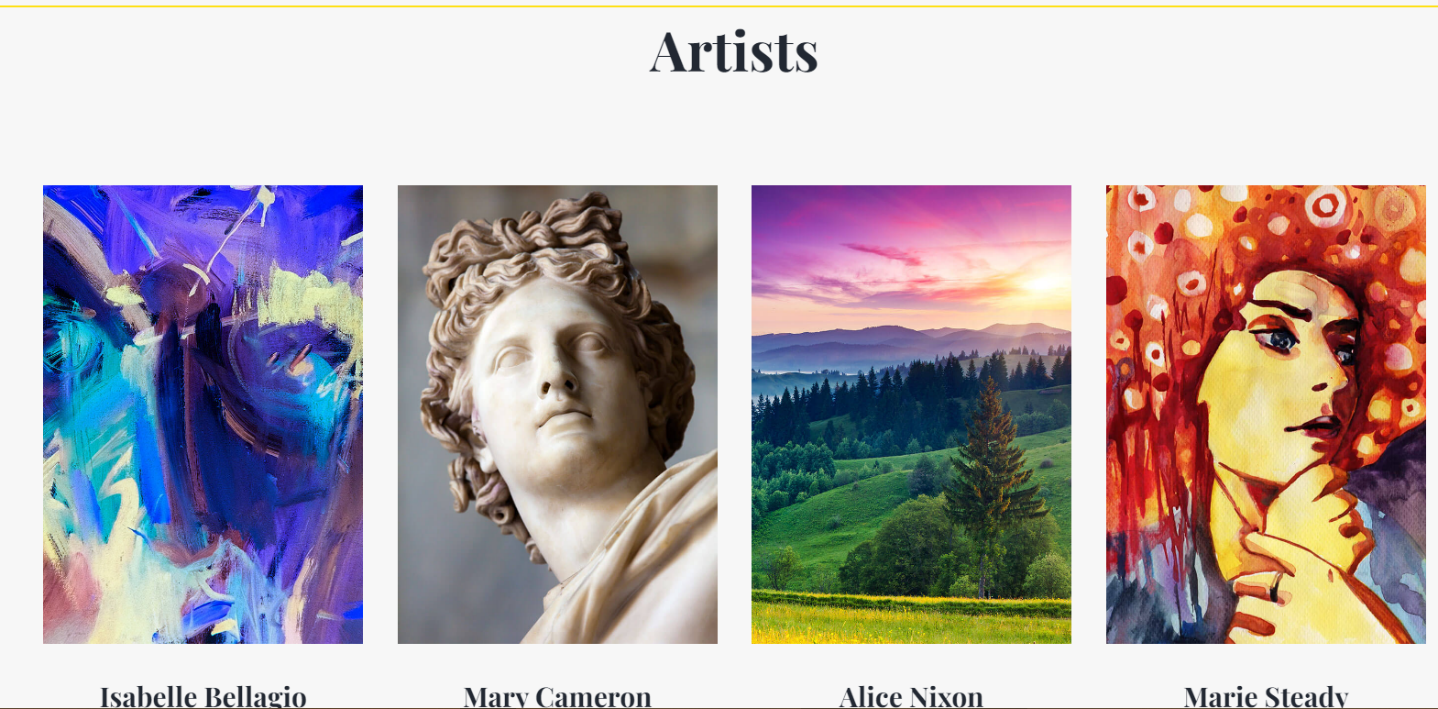 Artists
Isabelle Bellagio
Mary Cameron
Alice Nixon
Marie Steady